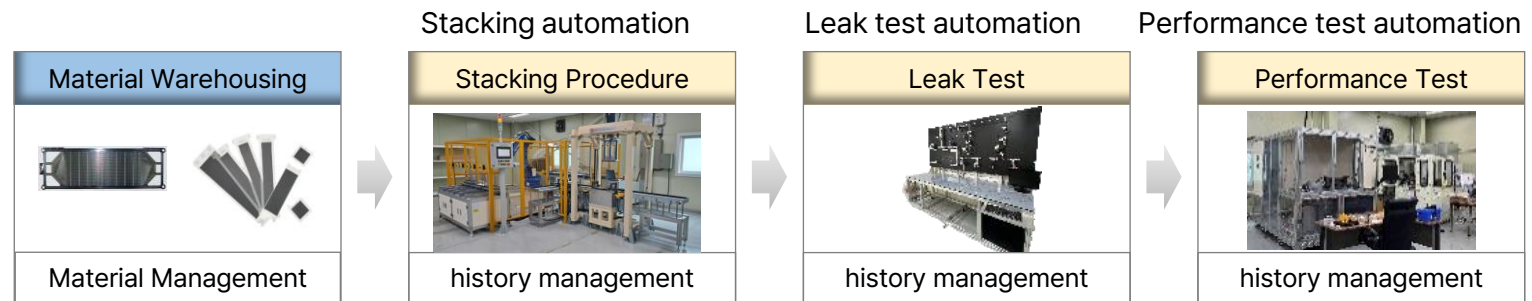 Stacking automation
Leak test automation
Performance test automation
Material Warehousing
Stacking Procedure
Leak Test
Performance Test
Material Management
history management
history management
history management